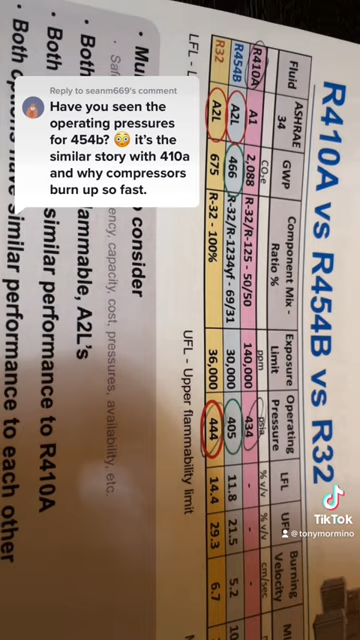 R410A vs R454B vs R32
Fluid ASHRAE 34 GWP Component Mix - Ratio % Exposure Limit Operating Pressure LFL Burning Velocity
CO₂e ppm psia % v/v % v/v cm/sec
R410A A1 2,088 R-32/R-125 - 50/50 140,000 434 - - -
R454B A2L 466 R-32/R-1234yf - 69/31 30,000 405 11.8 21.5 5.2
R32 A2L 675 R-32 - 100% 36,000 444 14.4 29.3 6.7
UFL - Upper flammability limit
consider
ency, capacity, cost, pressures, availability, etc.
ammable, A2L's
similar performance to R410A
similar performance to each other
Reply to seanm669's comment
Have you seen the
operating pressures
for 454b? 😳 it's the
similar story with 410a
and why compressors
burn up so fast.
TikTok
@tonymormino